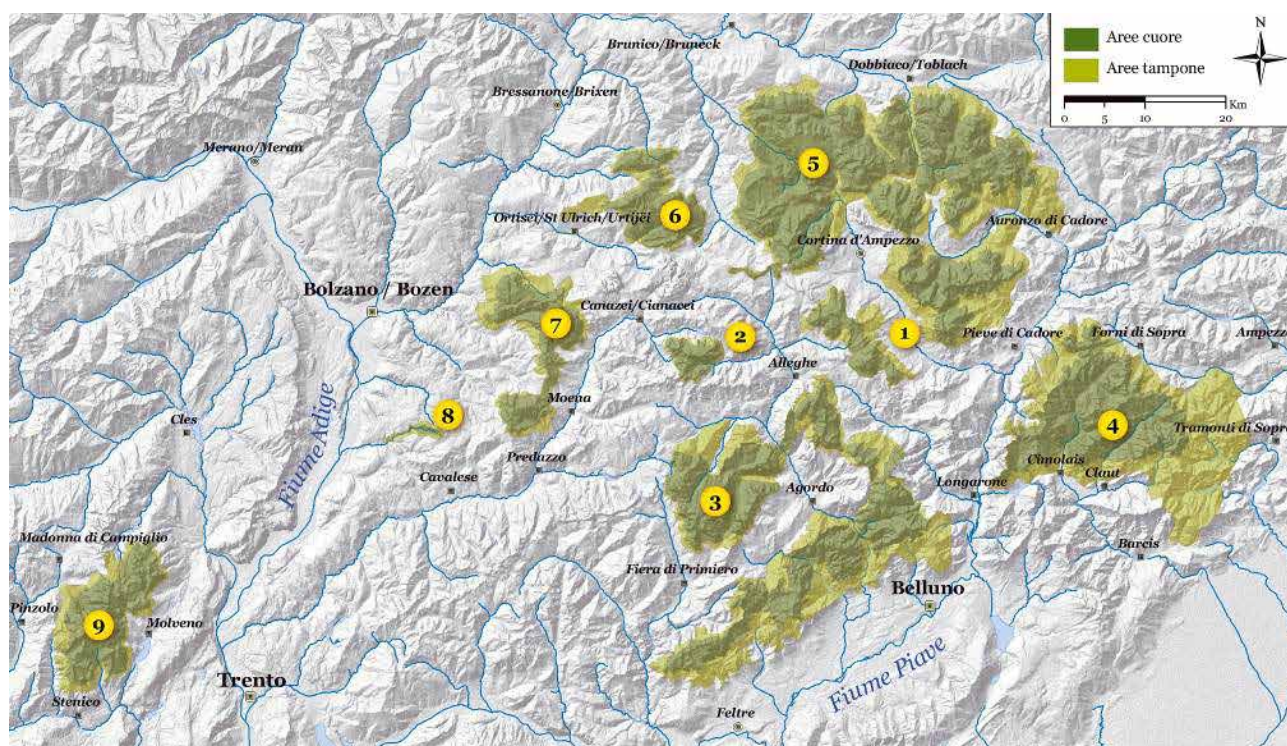 Brunico/Bruneck
Dobbiaco/Toblach
Bressanone/Brixen
Merano/Meran
N
Aree cuore
Aree tampone
Km
0 5 10 20
5
6
Ortisei/St Ulrich/Urtijëi
Auronzo di Cadore
Cortina d'Ampezzo
Bolzano / Bozen
Canazei/Cianacei
7
2
1
Pieve di Cadore
Forni di Sopra
Ampezzo
Alleghe
Moena
8
Cles
Fiume Adige
4
Tramonti di Sopra
Predazzo
Cavalese
Cimolais
Claut
Longarone
3
Agordo
Madonna di Campiglio
Barcis
Fiera di Primiero
Belluno
Pinzolo
9
Molveno
Trento
Stenico
Fiume Piave
Feltre